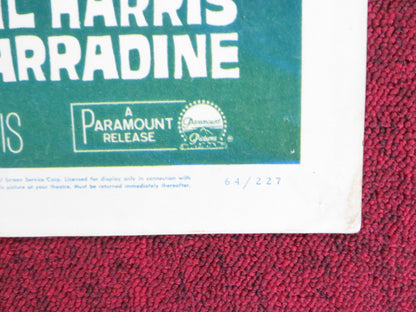 IL HARRIS
ARRADINE
IS
A
PARAMOUNT
RELEASE
Paramount
Pictures
®
Screen Service Corp. Licensed for display only in connection with
picture at your theatre. Must be returned immediately thereafter.
64/227